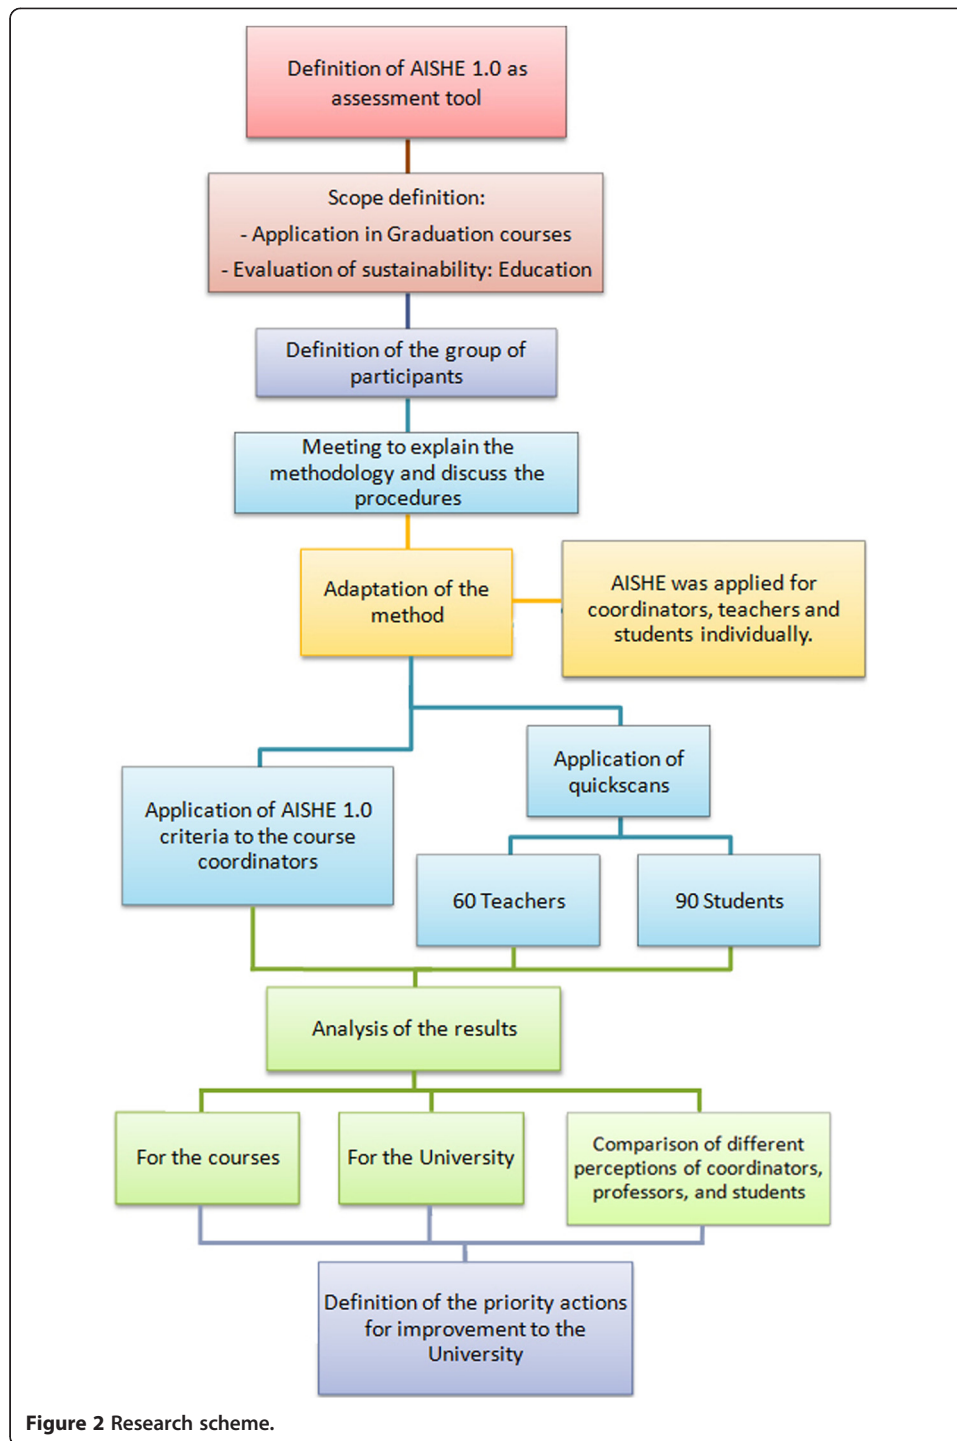 Definition of AISHE 1.0 as
assessment tool
Scope definition:
- Application in Graduation courses
- Evaluation of sustainability: Education
Definition of the group of
participants
Meeting to explain the
methodology and discuss the
procedures
Adaptation of the
method
AISHE was applied for
coordinators, teachers and
students individually.
Application of AISHE 1.0
criteria to the course
coordinators
Application of
quickscans
60 Teachers
90 Students
Analysis of the results
For the courses
For the University
Comparison of different
perceptions of coordinators,
professors, and students
Definition of the priority actions
for improvement to the
University
Figure 2 Research scheme.